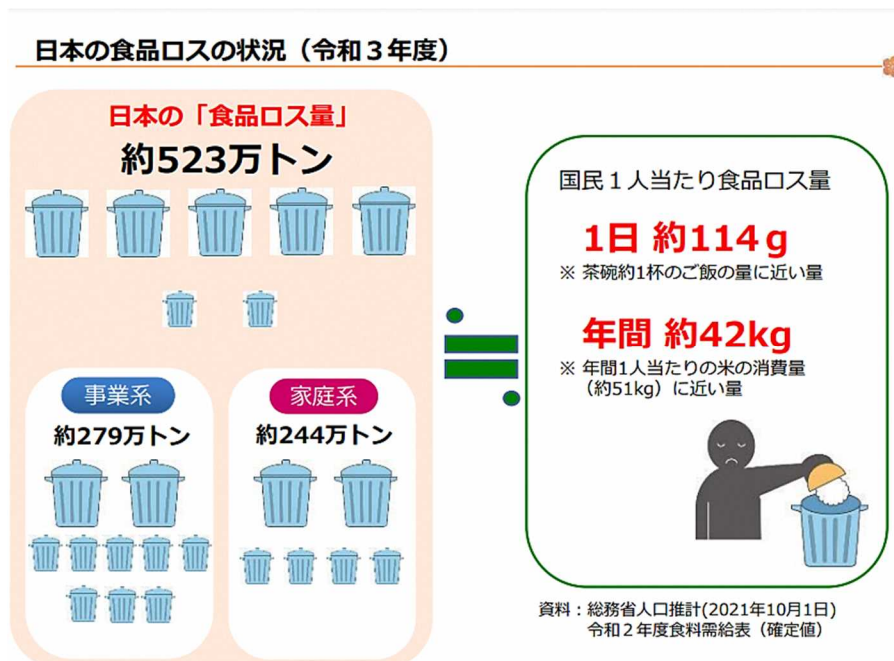 日本の食品ロスの状況（令和３年度）
日本の「食品ロス量」
約523万トン
事業系
約279万トン
家庭系
約244万トン
国民１人当たり食品ロス量
1日 約114ｇ
※ 茶碗約1杯のご飯の量に近い量
年間 約42kg
※ 年間1人当たりの米の消費量
（約51kg）に近い量
資料：総務省人口推計(2021年10月1日)
令和２年度食料需給表（確定値）